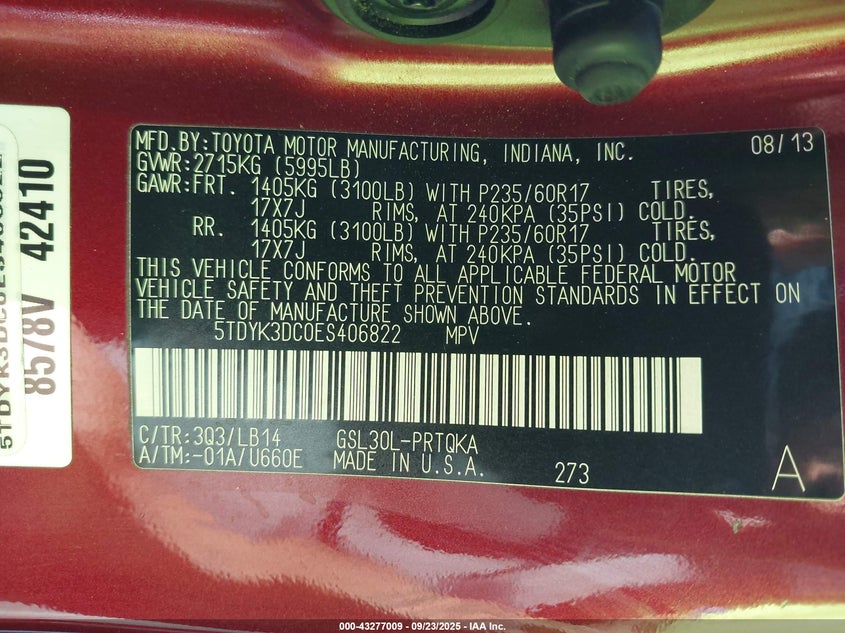 MFD.BY:TOYOTA MOTOR MANUFACTURING, INDIANA, INC. 08/13
GVWR:2715KG (5995LB)
GAWR:FRT. 1405KG (3100LB) WITH P235/60R17 TIRES,
17X7J RIMS, AT 240KPA (35PSI) COLD.
RR. 1405KG (3100LB) WITH P235/60R17 TIRES,
17X7J RIMS, AT 240KPA (35PSI) COLD.
THIS VEHICLE CONFORMS TO ALL APPLICABLE FEDERAL MOTOR
VEHICLE SAFETY AND THEFT PREVENTION STANDARDS IN EFFECT ON
THE DATE OF MANUFACTURE SHOWN ABOVE.
5TDYK3DC0ES406822 MPV
C/TR:3Q3/LB14 GSL30L-PRTQKA
A/TM:-01A/U660E MADE IN U.S.A. 273 A
8578V 42410
000-43277009 - 09/23/2025 - IAA Inc.